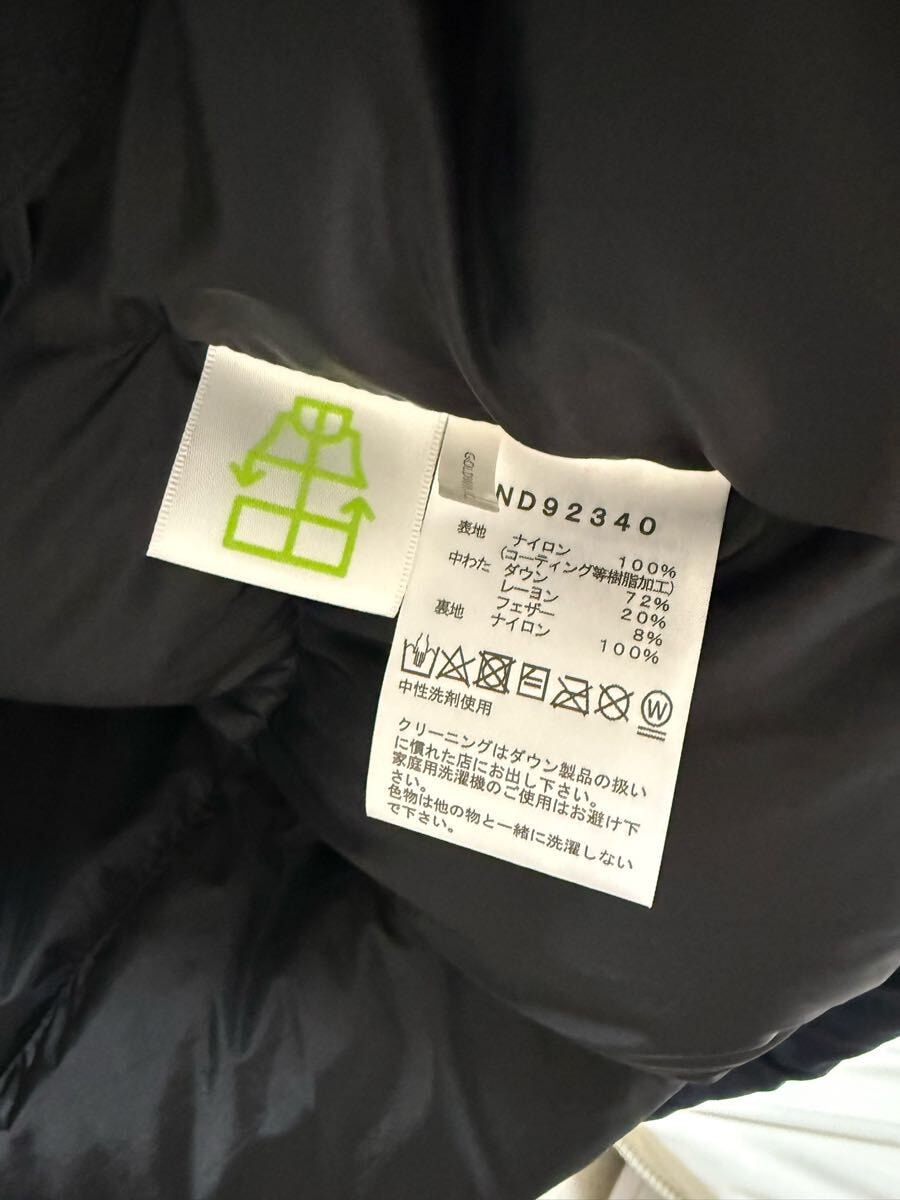 ND92340
表地 ナイロン 100%
(コーティング等樹脂加工)
中わた ダウン 72%
レーヨン 20%
フェザー 8%
裏地 ナイロン 100%
W
中性洗剤使用
クリーニングはダウン製品の扱い
に慣れた店にお出し下さい。
家庭用洗濯機のご使用はお避け下
さい。
色物は他の物と一緒に洗濯しない
で下さい。